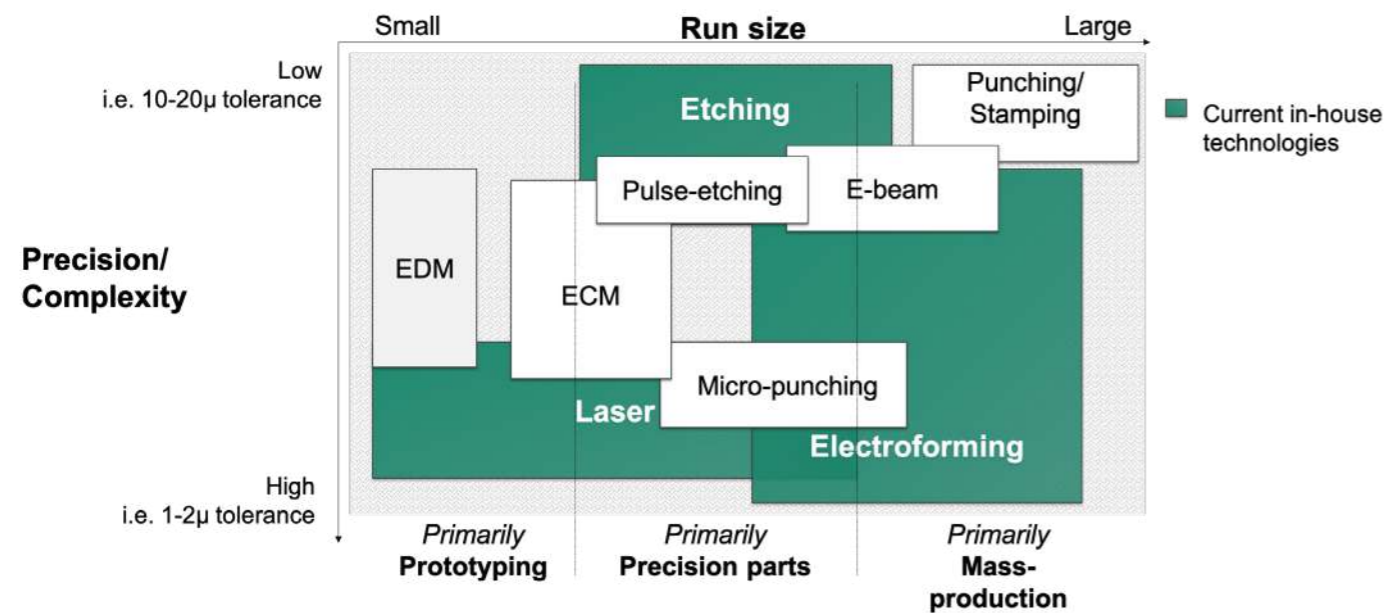 Small
Run size
Large
Low
i.e. 10-20µ tolerance
Punching/
Stamping
Etching
Current in-house
technologies
Pulse-etching
E-beam
Precision/
Complexity
EDM
ECM
Micro-punching
Laser
Electroforming
High
i.e. 1-2µ tolerance
Primarily
Prototyping
Primarily
Precision parts
Primarily
Mass-
production